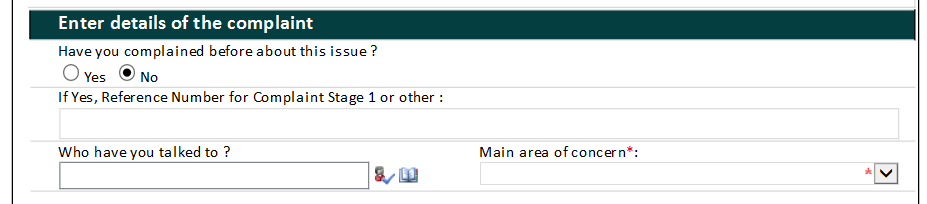 Enter details of the complaint
Have you complained before about this issue ?
Yes No
If Yes, Reference Number for Complaint Stage 1 or other :
Who have you talked to ? Main area of concern*:
*